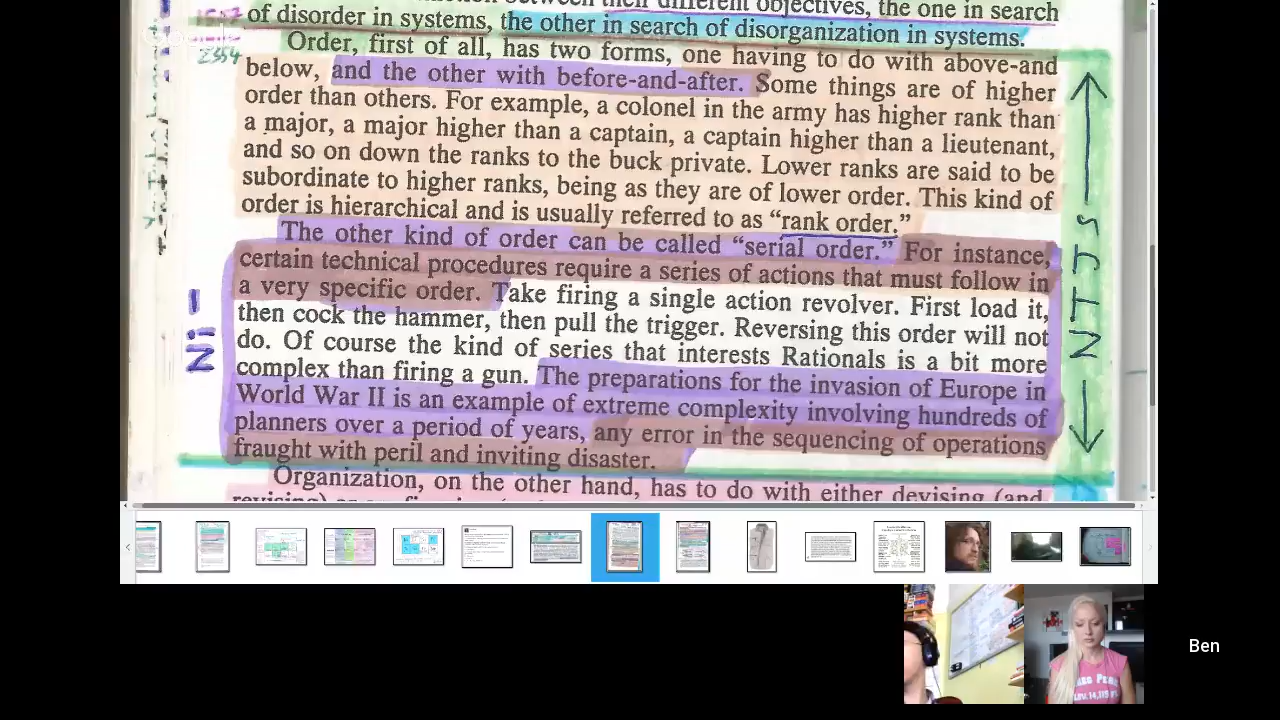 different objectives, the one in search
of disorder in systems, the other in search of disorganization in systems.
Order, first of all, has two forms, one having to do with above-and
below, and the other with before-and-after. Some things are of higher
order than others. For example, a colonel in the army has higher rank than
a major, a major higher than a captain, a captain higher than a lieutenant,
and so on down the ranks to the buck private. Lower ranks are said to be
subordinate to higher ranks, being as they are of lower order. This kind of
order is hierarchical and is usually referred to as “rank order.”
The other kind of order can be called “serial order.” For instance,
certain technical procedures require a series of actions that must follow in
a very specific order. Take firing a single action revolver. First load it,
then cock the hammer, then pull the trigger. Reversing this order will not
do. Of course the kind of series that interests Rationals is a bit more
complex than firing a gun. The preparations for the invasion of Europe in
World War II is an example of extreme complexity involving hundreds of
planners over a period of years, any error in the sequencing of operations
fraught with peril and inviting disaster.
Organization, on the other hand, has to do with either devising (and
Ben